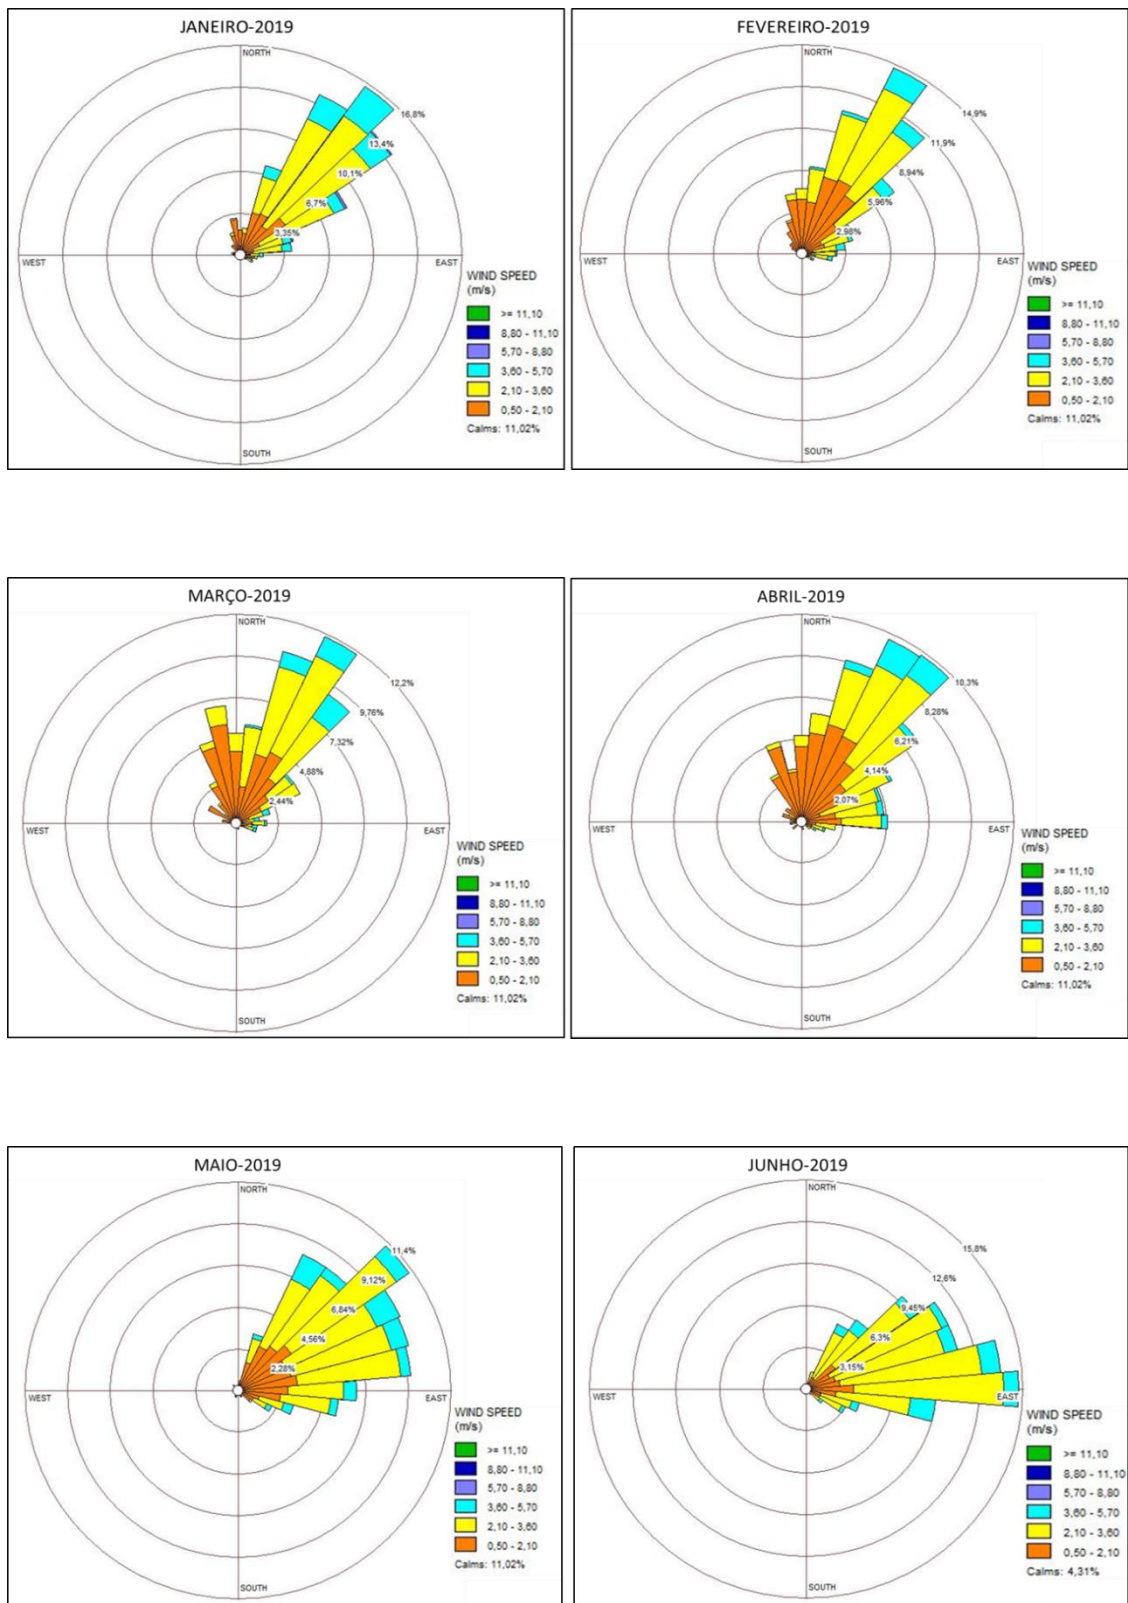 JANEIRO-2019
NORTH
16,8%
13,4%
10,1%
6,7%
3,35%
WEST
EAST
WIND SPEED
(m/s)
>= 11,10
8,80 - 11,10
5,70 - 8,80
3,60 - 5,70
2,10 - 3,60
0,50 - 2,10
Calms: 11,02%
SOUTH
FEVEREIRO-2019
NORTH
14,9%
11,9%
8,94%
5,96%
2,98%
WEST
EAST
WIND SPEED
(m/s)
>= 11,10
8,80 - 11,10
5,70 - 8,80
3,60 - 5,70
2,10 - 3,60
0,50 - 2,10
Calms: 11,02%
SOUTH
MARÇO-2019
NORTH
12,2%
9,76%
7,32%
4,88%
2,44%
WEST
EAST
WIND SPEED
(m/s)
>= 11,10
8,80 - 11,10
5,70 - 8,80
3,60 - 5,70
2,10 - 3,60
0,50 - 2,10
Calms: 11,02%
SOUTH
ABRIL-2019
NORTH
10,3%
8,28%
6,21%
4,14%
2,07%
WEST
EAST
WIND SPEED
(m/s)
>= 11,10
8,80 - 11,10
5,70 - 8,80
3,60 - 5,70
2,10 - 3,60
0,50 - 2,10
Calms: 11,02%
SOUTH
MAIO-2019
NORTH
11,4%
9,12%
6,84%
4,56%
2,28%
WEST
EAST
WIND SPEED
(m/s)
>= 11,10
8,80 - 11,10
5,70 - 8,80
3,60 - 5,70
2,10 - 3,60
0,50 - 2,10
Calms: 11,02%
SOUTH
JUNHO-2019
NORTH
15,8%
12,6%
9,45%
6,3%
3,15%
WEST
EAST
WIND SPEED
(m/s)
>= 11,10
8,80 - 11,10
5,70 - 8,80
3,60 - 5,70
2,10 - 3,60
0,50 - 2,10
Calms: 4,31%
SOUTH